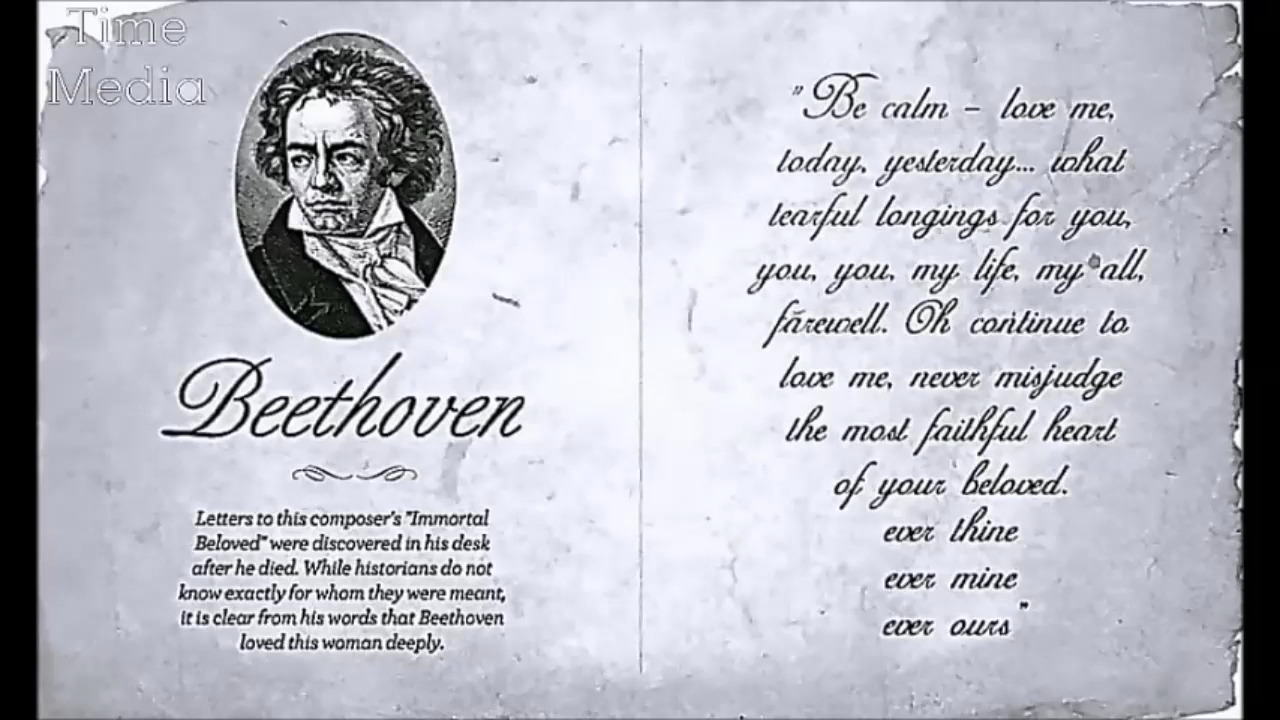 Time
Media
Beethoven
Letters to this composer's "Immortal
Beloved" were discovered in his desk
after he died. While historians do not
know exactly for whom they were meant,
it is clear from his words that Beethoven
loved this woman deeply.
"Be calm – love me,
today, yesterday... what
tearful longings for you,
you, you, my life, my all,
farewell. Oh continue to
love me, never misjudge
the most faithful heart
of your beloved.
ever thine
ever mine
ever ours"